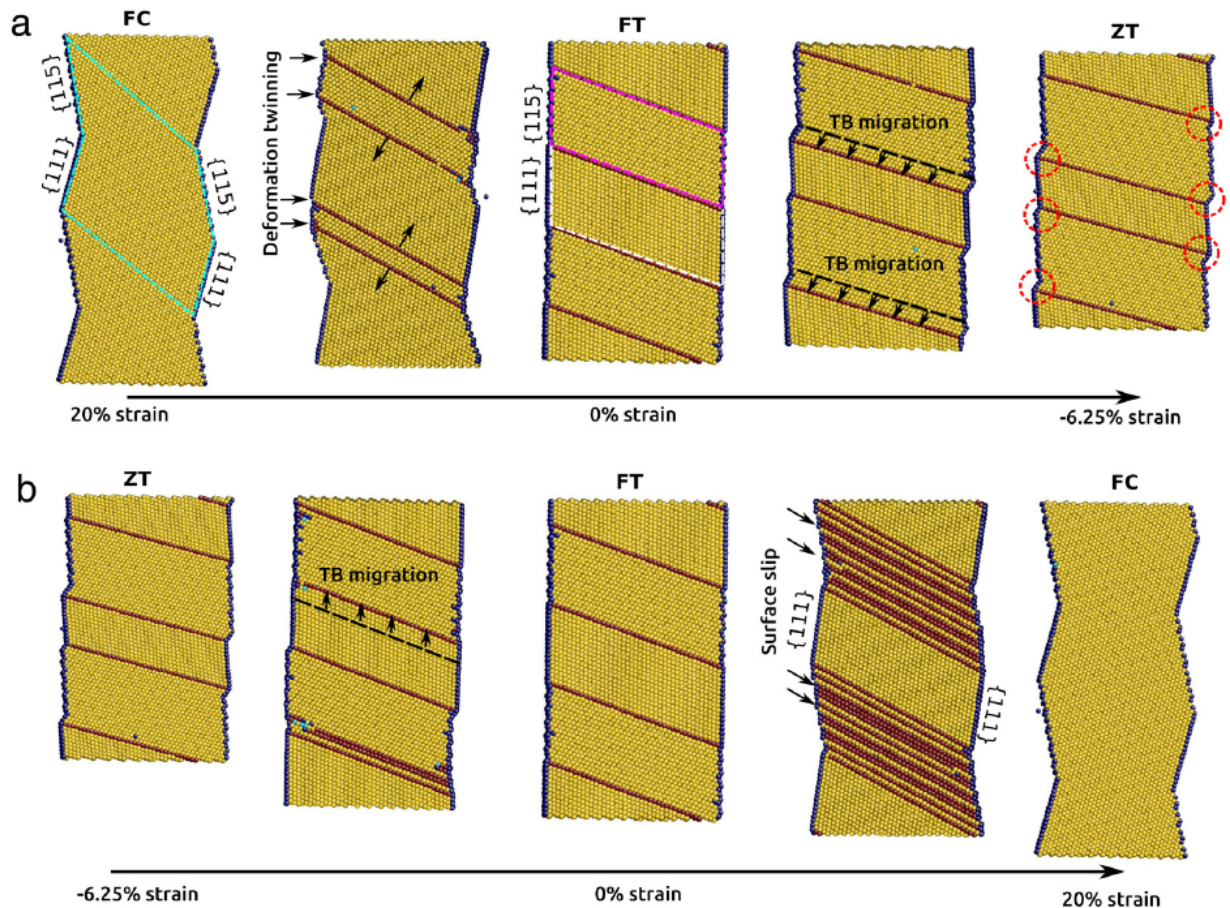 a
FC
FT
ZT
{115}
{111}
{115}
{111}
Deformation twinning
{115}
{111}
TB migration
TB migration
20% strain
0% strain
-6.25% strain
b
ZT
FT
FC
TB migration
Surface slip
{111}
{111}
-6.25% strain
0% strain
20% strain